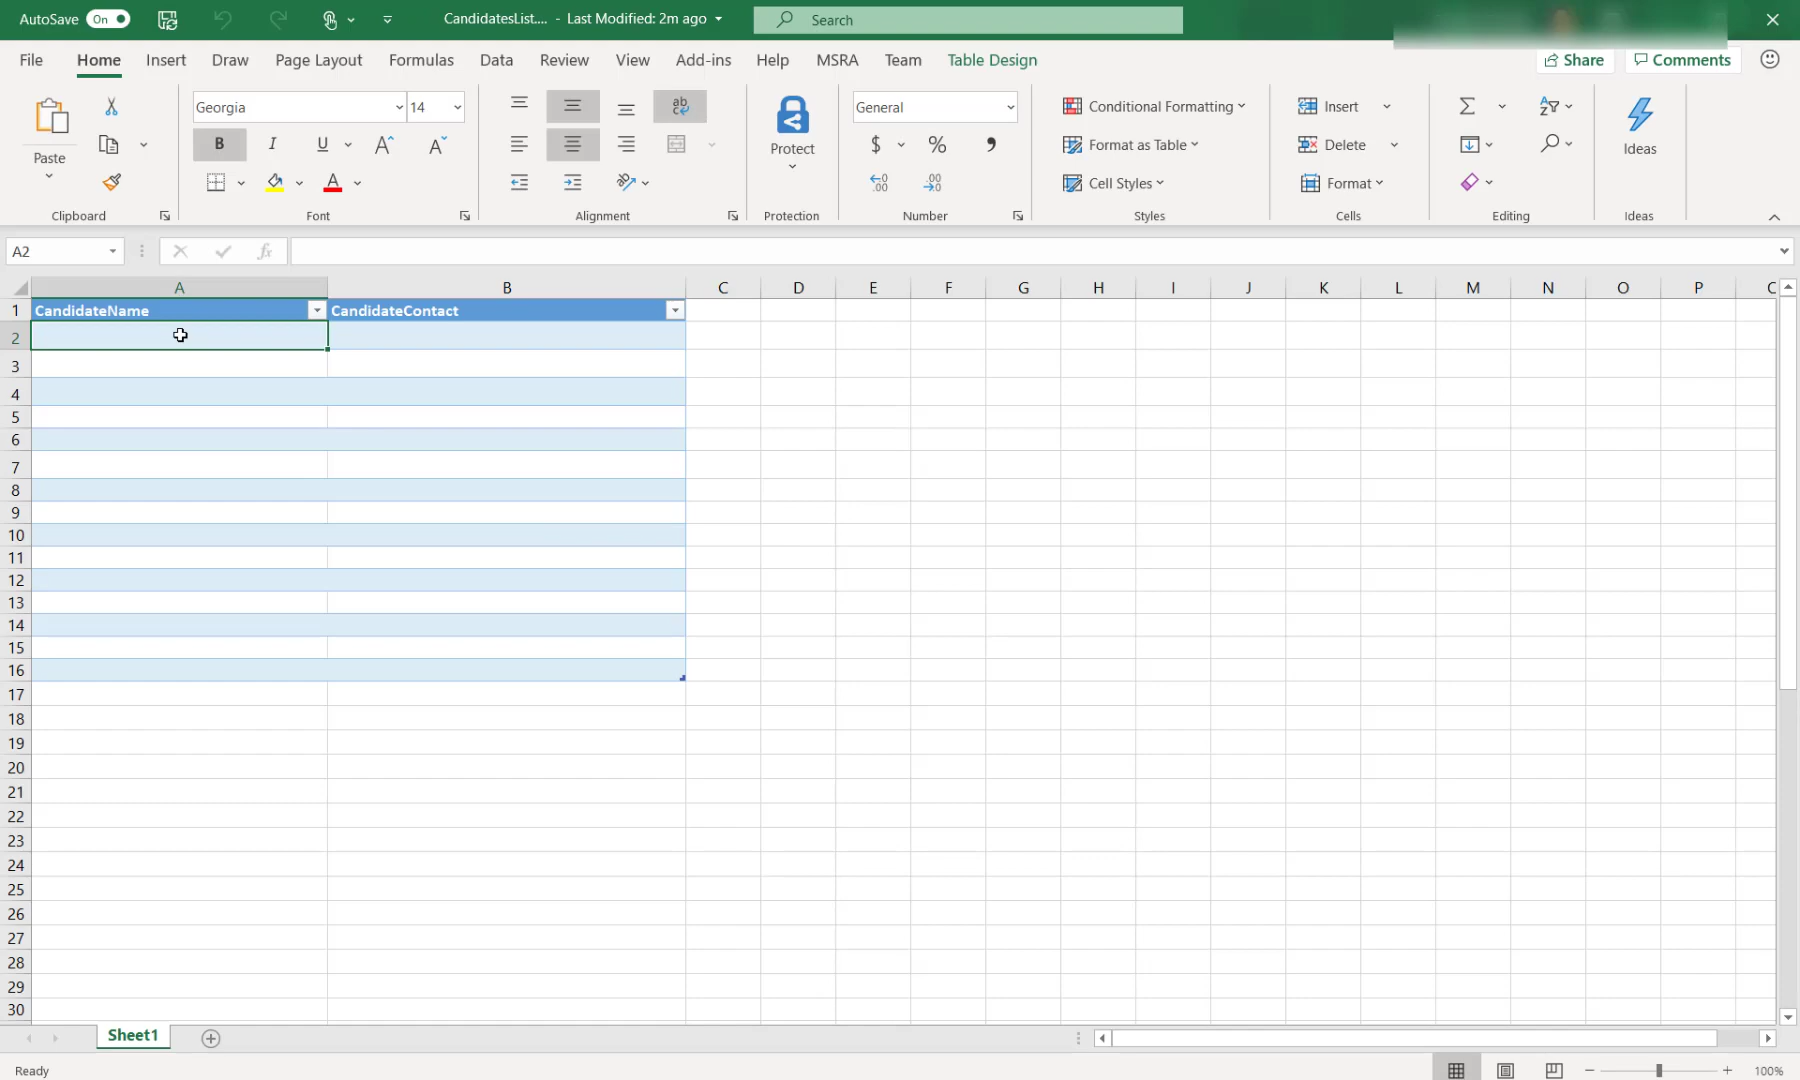 AutoSave On CandidatesList.... - Last Modified: 2m ago Search
File Home Insert Draw Page Layout Formulas Data Review View Add-ins Help MSRA Team Table Design Share Comments
Paste
Clipboard
Georgia 14
B I U A A
A
Font
ab
c
Alignment
Protect
Protection
General
$ % ,
.00 .00
Number
Conditional Formatting
Format as Table
Cell Styles
Styles
Insert
Delete
Format
Cells
Σ
Editing
Ideas
Ideas
A2 fx
A B C D E F G H I J K L M N O P
1 CandidateName CandidateContact
2
3
4
5
6
7
8
9
10
11
12
13
14
15
16
17
18
19
20
21
22
23
24
25
26
27
28
29
30
Sheet1
Ready 100%